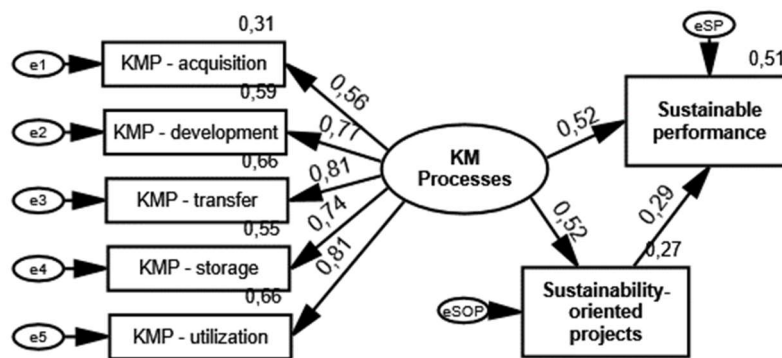 0,31
e1
KMP - acquisition
0,59
e2
KMP - development
0,66
e3
KMP - transfer
0,55
e4
KMP - storage
0,66
e5
KMP - utilization
0,56
0,77
0,81
0,74
0,81
KM
Processes
0,52
0,52
eSP
0,51
Sustainable
performance
0,29
0,27
eSOP
Sustainability-
oriented
projects